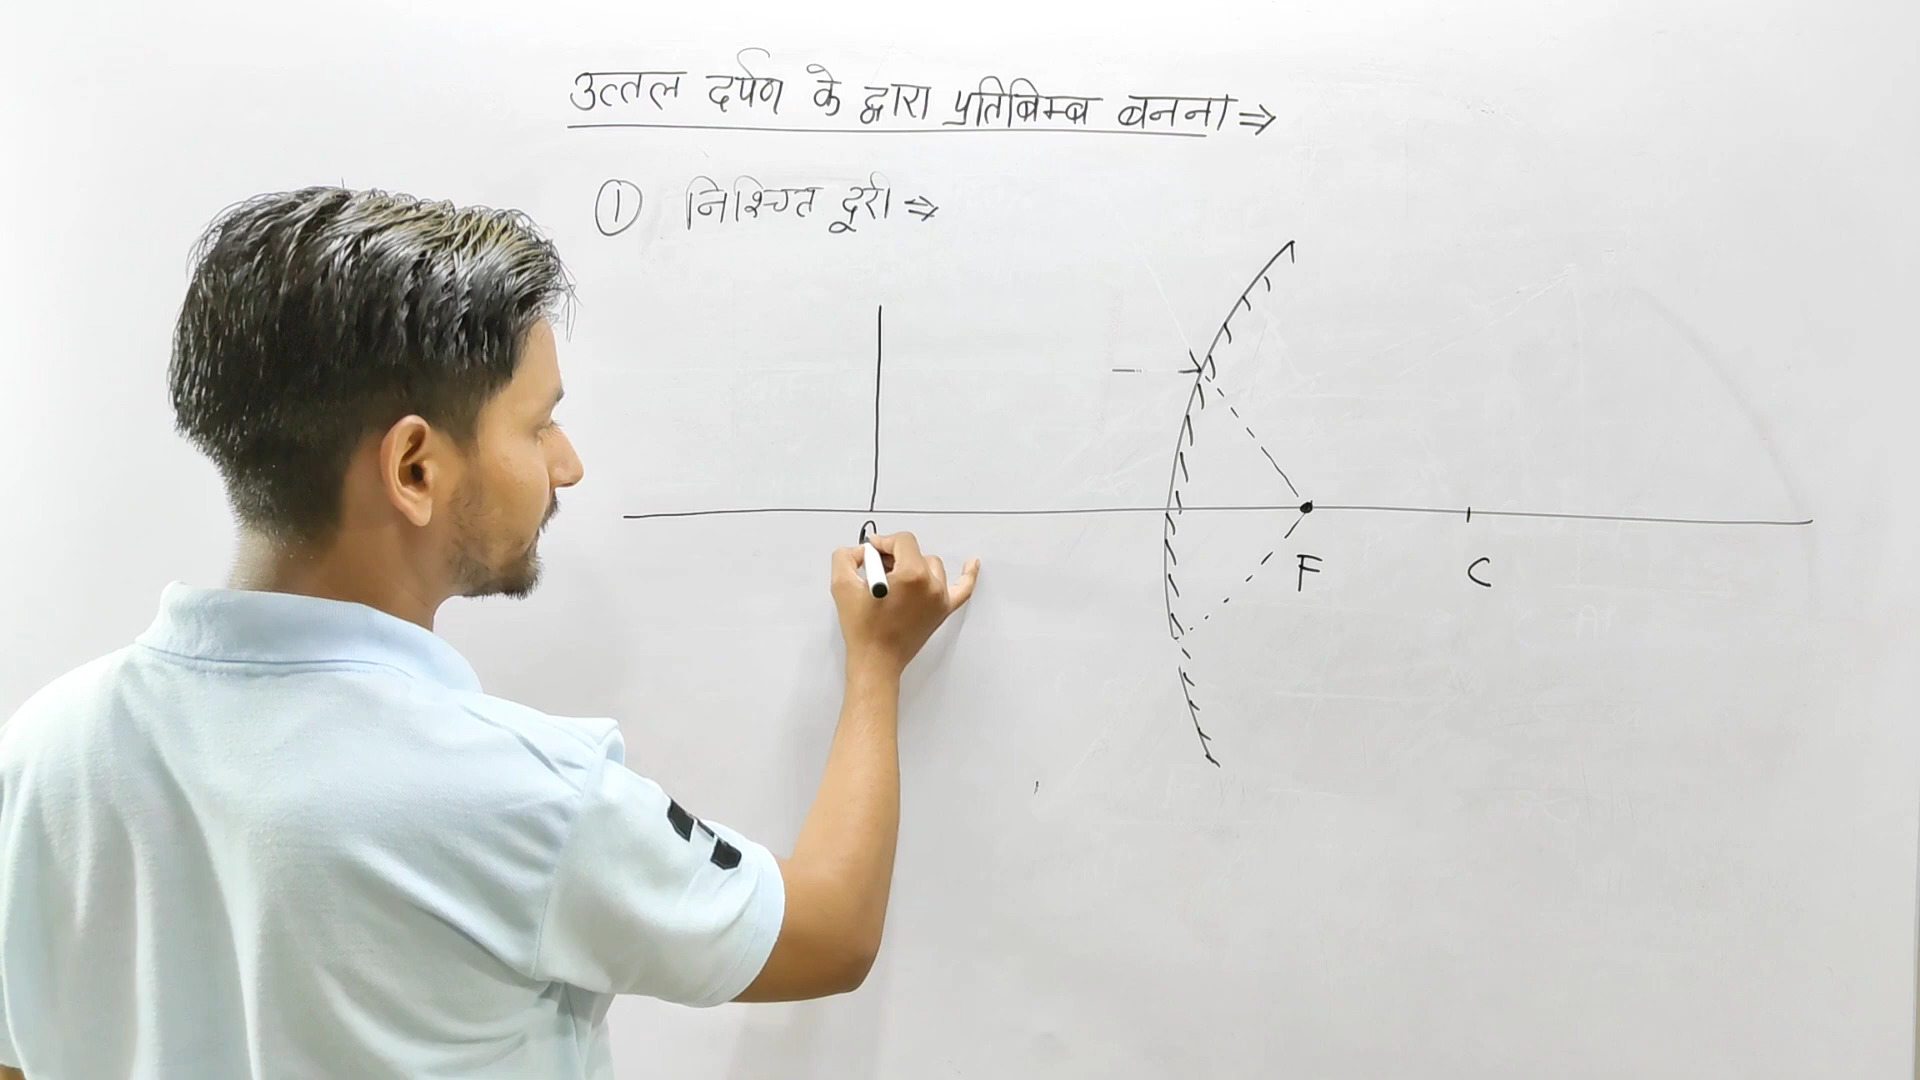 उत्तल दर्पण के द्वारा प्रतिबिम्ब बनना ⇒
① निश्चित दूरी ⇒
F
C